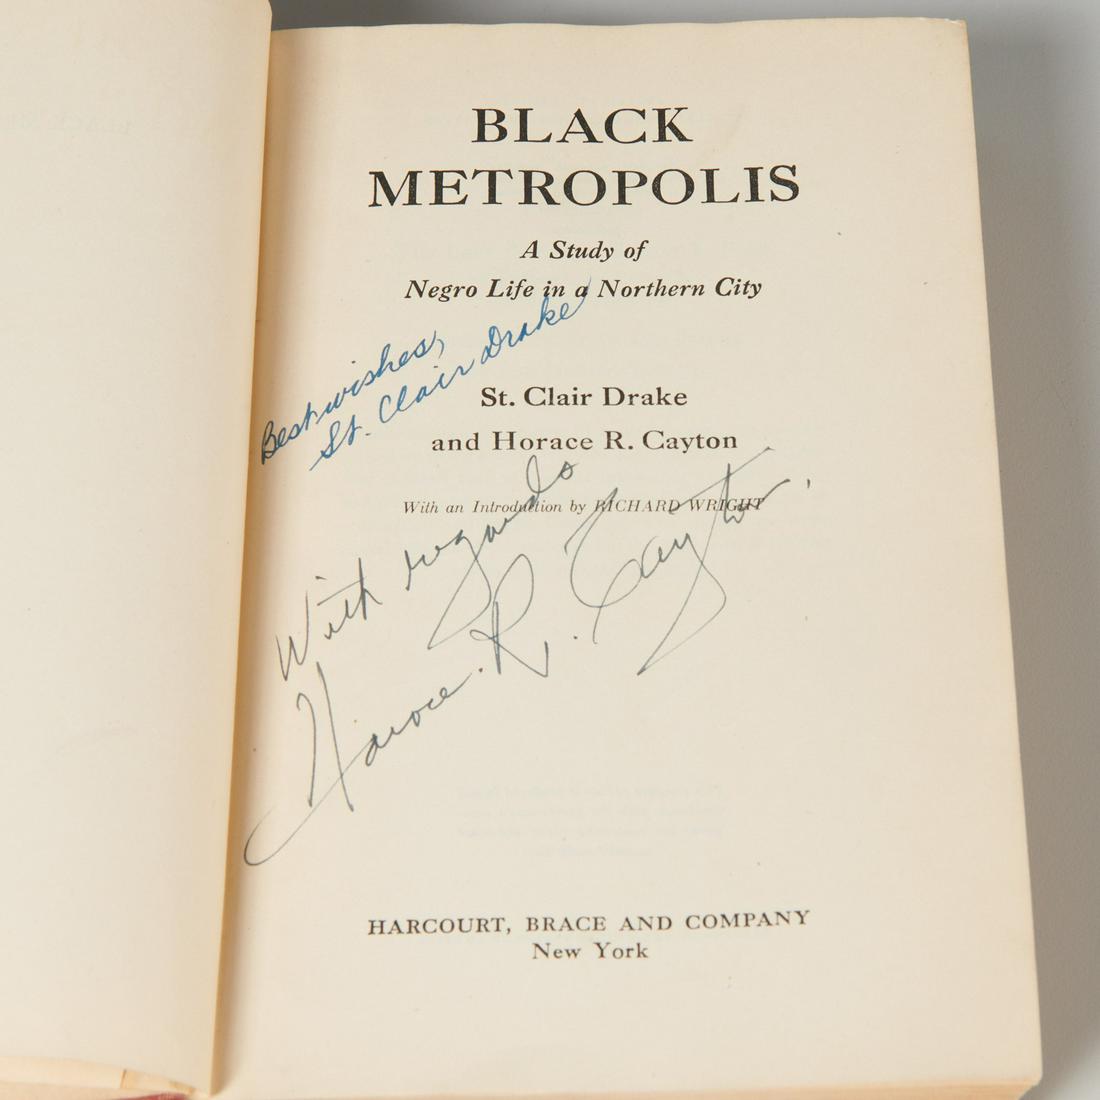 BLACK
METROPOLIS
A Study of
Negro Life in a Northern City
Best wishes,
St. Clair Drake
St. Clair Drake
and Horace R. Cayton
With an Introduction by RICHARD WRIGHT
With regards
Horace. R. Cayton.
HARCOURT, BRACE AND COMPANY
New York